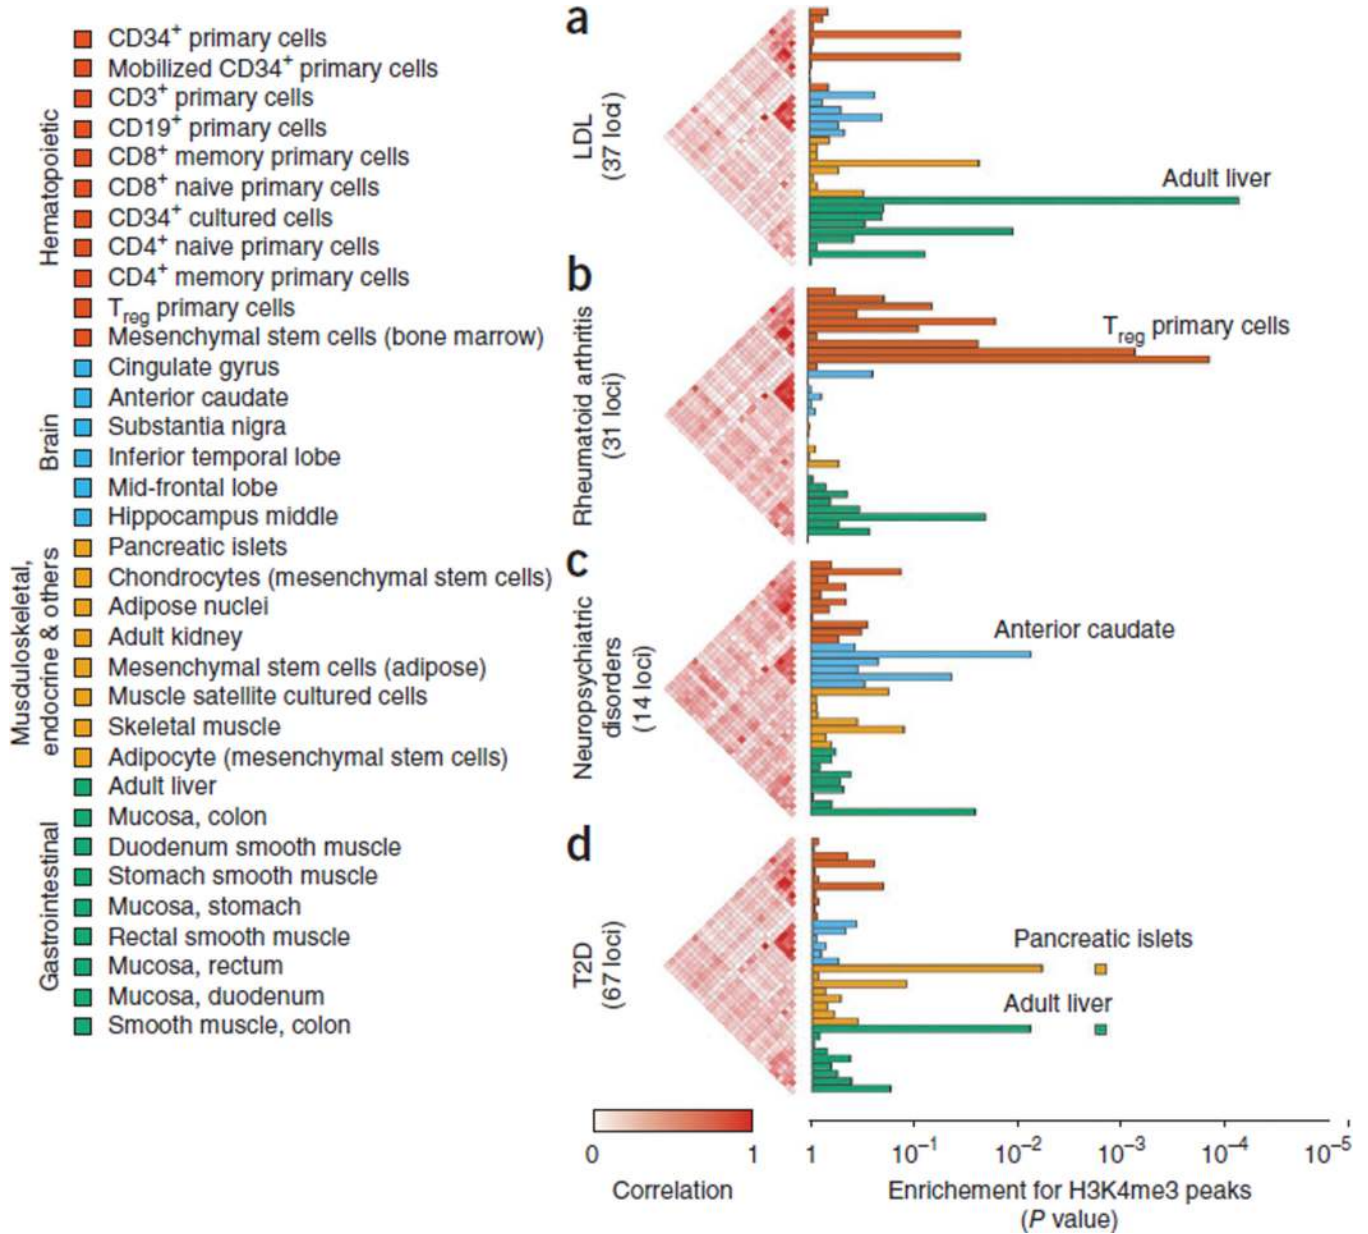 Hematopoietic
CD34+ primary cells
Mobilized CD34+ primary cells
CD3+ primary cells
CD19+ primary cells
CD8+ memory primary cells
CD8+ naive primary cells
CD34+ cultured cells
CD4+ naive primary cells
CD4+ memory primary cells
Treg primary cells
Mesenchymal stem cells (bone marrow)
Brain
Cingulate gyrus
Anterior caudate
Substantia nigra
Inferior temporal lobe
Mid-frontal lobe
Hippocampus middle
Musduloskeletal,
endocrine & others
Pancreatic islets
Chondrocytes (mesenchymal stem cells)
Adipose nuclei
Adult kidney
Mesenchymal stem cells (adipose)
Muscle satellite cultured cells
Skeletal muscle
Adipocyte (mesenchymal stem cells)
Gastrointestinal
Adult liver
Mucosa, colon
Duodenum smooth muscle
Stomach smooth muscle
Mucosa, stomach
Rectal smooth muscle
Mucosa, rectum
Mucosa, duodenum
Smooth muscle, colon
a
LDL
(37 loci)
Adult liver
b
Rheumatoid arthritis
(31 loci)
Treg primary cells
c
Neuropsychiatric
disorders
(14 loci)
Anterior caudate
d
T2D
(67 loci)
Pancreatic islets
Adult liver
0 1
Correlation
1 10−1 10−2 10−3 10−4 10−5
Enrichement for H3K4me3 peaks
(P value)